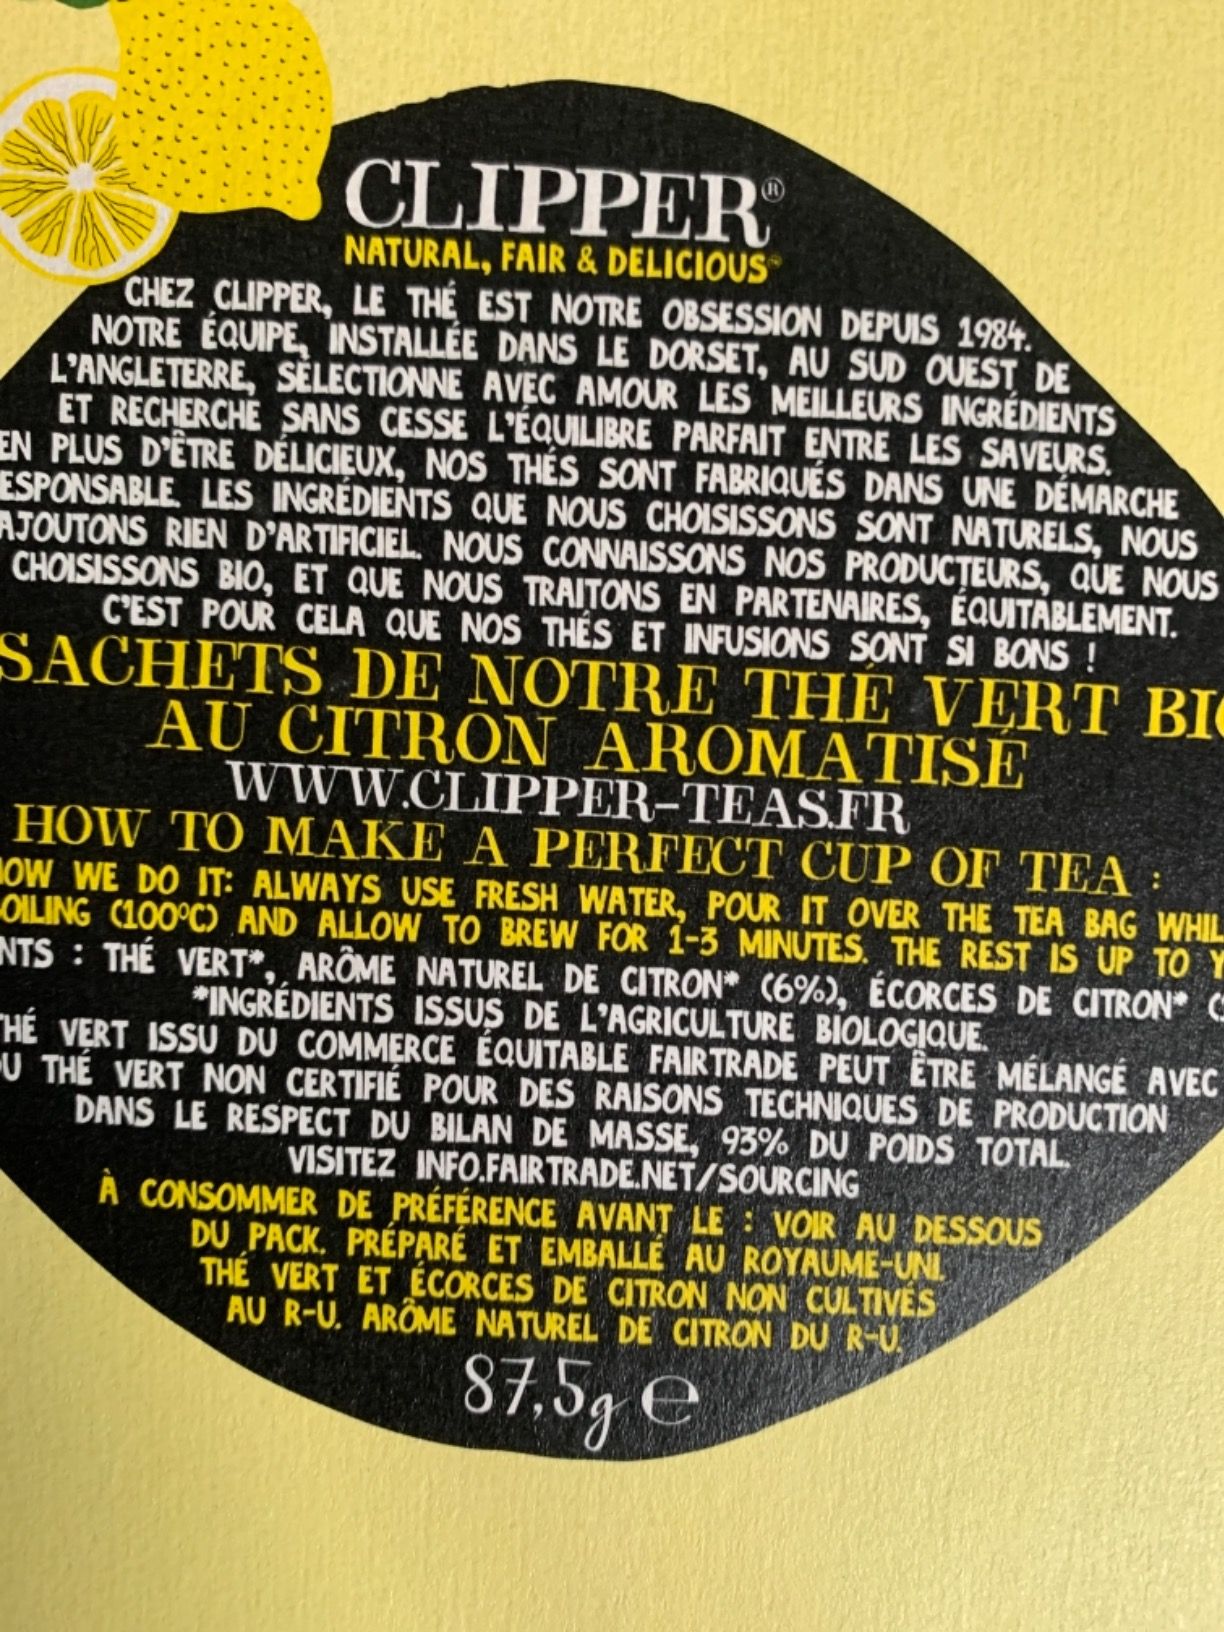 CLIPPER®
NATURAL, FAIR & DELICIOUS™
CHEZ CLIPPER, LE THÉ EST NOTRE OBSESSION DEPUIS 1984.
NOTRE ÉQUIPE, INSTALLÉE DANS LE DORSET, AU SUD OUEST DE
L'ANGLETERRE, SÈLECTIONNE AVEC AMOUR LES MEILLEURS INGRÉDIENTS
ET RECHERCHE SANS CESSE L'ÉQUILIBRE PARFAIT ENTRE LES SAVEURS.
EN PLUS D'ÊTRE DÉLICIEUX, NOS THÉS SONT FABRIQUÉS DANS UNE DÉMARCHE
ESPONSABLE. LES INGRÉDIENTS QUE NOUS CHOISISSONS SONT NATURELS, NOUS
AJOUTONS RIEN D'ARTIFICIEL. NOUS CONNAISSONS NOS PRODUCTEURS, QUE NOUS
CHOISISSONS BIO, ET QUE NOUS TRAITONS EN PARTENAIRES, ÉQUITABLEMENT.
C'EST POUR CELA QUE NOS THÉS ET INFUSIONS SONT SI BONS !
SACHETS DE NOTRE THÉ VERT BIO
AU CITRON AROMATISÉ
WWW.CLIPPER-TEAS.FR
HOW TO MAKE A PERFECT CUP OF TEA :
OW WE DO IT: ALWAYS USE FRESH WATER, POUR IT OVER THE TEA BAG WHIL
OILING (100ºC) AND ALLOW TO BREW FOR 1-3 MINUTES. THE REST IS UP TO Y
NTS : THÉ VERT*, ARÔME NATUREL DE CITRON* (6%), ÉCORCES DE CITRON*
*INGRÉDIENTS ISSUS DE L'AGRICULTURE BIOLOGIQUE.
THÉ VERT ISSU DU COMMERCE ÉQUITABLE FAIRTRADE PEUT ÊTRE MÉLANGÉ AVEC
U THÉ VERT NON CERTIFIÉ POUR DES RAISONS TECHNIQUES DE PRODUCTION
DANS LE RESPECT DU BILAN DE MASSE, 93% DU POIDS TOTAL.
VISITEZ INFO.FAIRTRADE.NET/SOURCING
À CONSOMMER DE PRÉFÉRENCE AVANT LE : VOIR AU DESSOUS
DU PACK. PRÉPARÉ ET EMBALLÉ AU ROYAUME-UNI.
THÉ VERT ET ÉCORCES DE CITRON NON CULTIVÉS
AU R-U. ARÔME NATUREL DE CITRON DU R-U.
87,5g e